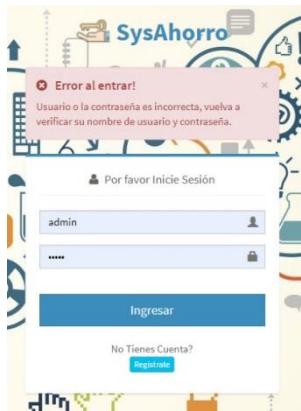 SysAhorro
Error al entrar!
×
Usuario o la contraseña es incorrecta, vuelva a
verificar su nombre de usuario y contraseña.
Por favor Inicie Sesión
admin
•••••
Ingresar
No Tienes Cuenta?
Registrate